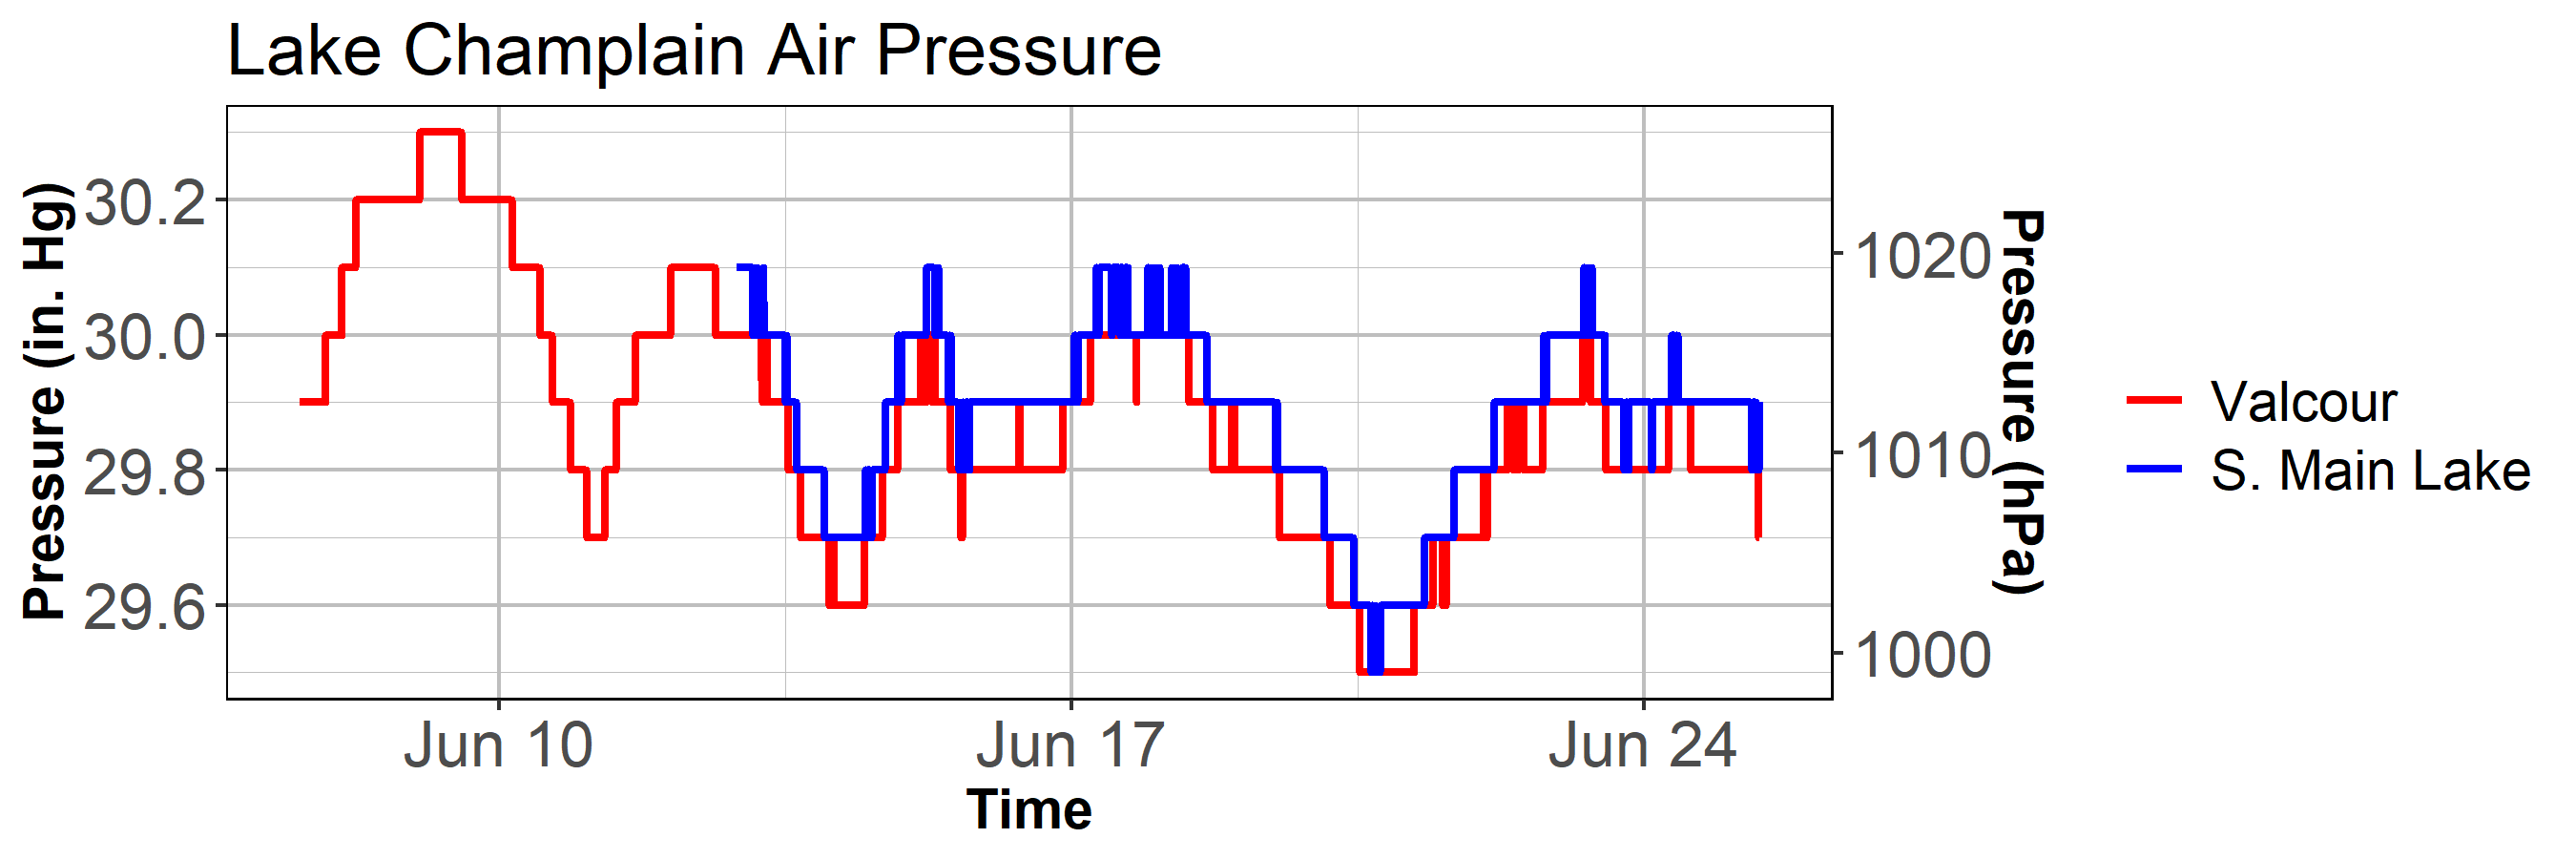 Lake Champlain Air Pressure
Pressure (in. Hg)
30.2
30.0
29.8
29.6
1020
1010
1000
Pressure (hPa)
Jun 10
Jun 17
Jun 24
Time
Valcour
S. Main Lake